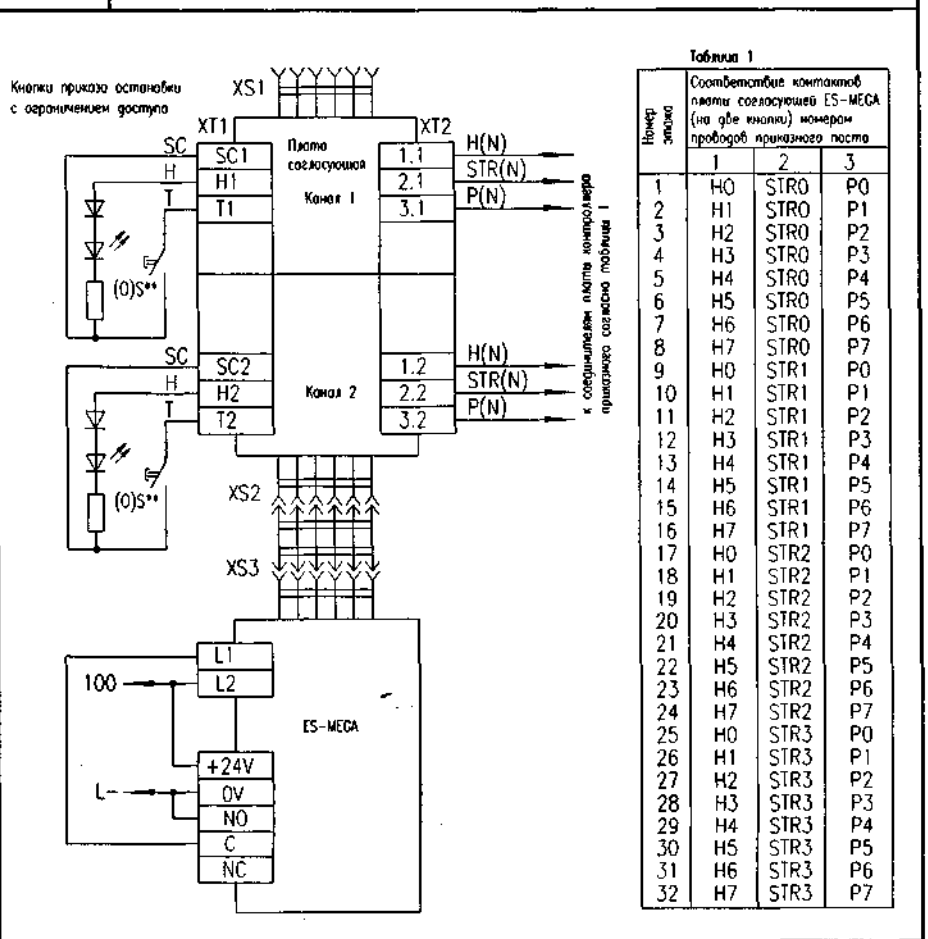 Кнопки приказа остановки
с ограничением доступа
XS1
XT1
XT2
Плата
согласующая
Канал 1
SC
SC1
H
H1
T
T1
(0)S**
1.1
H(N)
2.1
STR(N)
3.1
P(N)
SC
SC2
H
H2
T
T2
(0)S**
Канал 2
1.2
H(N)
2.2
STR(N)
3.2
P(N)
к соединителям платы контроллера
приказного согласно таблицы 1
XS2
XS3
L1
100
L2
ES-MEGA
+24V
L-
0V
NO
C
NC
Таблица 1
Номер
этажа
Соответствие контактов
платы согласующей ES-MEGA
(на две кнопки) номерам
проводов приказного поста
1 2 3
1 H0 STR0 P0
2 H1 STR0 P1
3 H2 STR0 P2
4 H3 STR0 P3
5 H4 STR0 P4
6 H5 STR0 P5
7 H6 STR0 P6
8 H7 STR0 P7
9 H0 STR1 P0
10 H1 STR1 P1
11 H2 STR1 P2
12 H3 STR1 P3
13 H4 STR1 P4
14 H5 STR1 P5
15 H6 STR1 P6
16 H7 STR1 P7
17 H0 STR2 P0
18 H1 STR2 P1
19 H2 STR2 P2
20 H3 STR2 P3
21 H4 STR2 P4
22 H5 STR2 P5
23 H6 STR2 P6
24 H7 STR2 P7
25 H0 STR3 P0
26 H1 STR3 P1
27 H2 STR3 P2
28 H3 STR3 P3
29 H4 STR3 P4
30 H5 STR3 P5
31 H6 STR3 P6
32 H7 STR3 P7